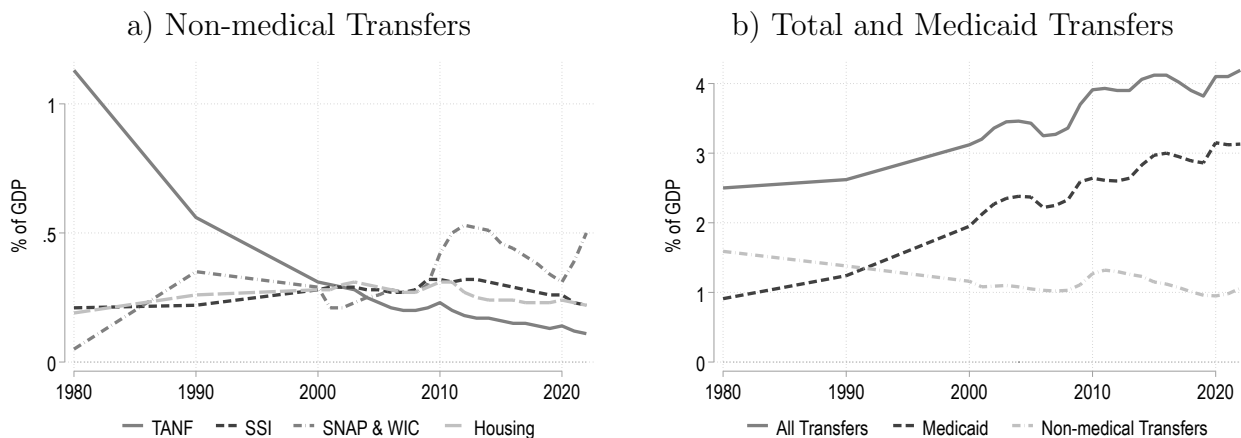 a) Non-medical Transfers
% of GDP
1
.5
0
1980 1990 2000 2010 2020
TANF SSI SNAP & WIC Housing
b) Total and Medicaid Transfers
% of GDP
4
3
2
1
0
1980 1990 2000 2010 2020
All Transfers Medicaid Non-medical Transfers